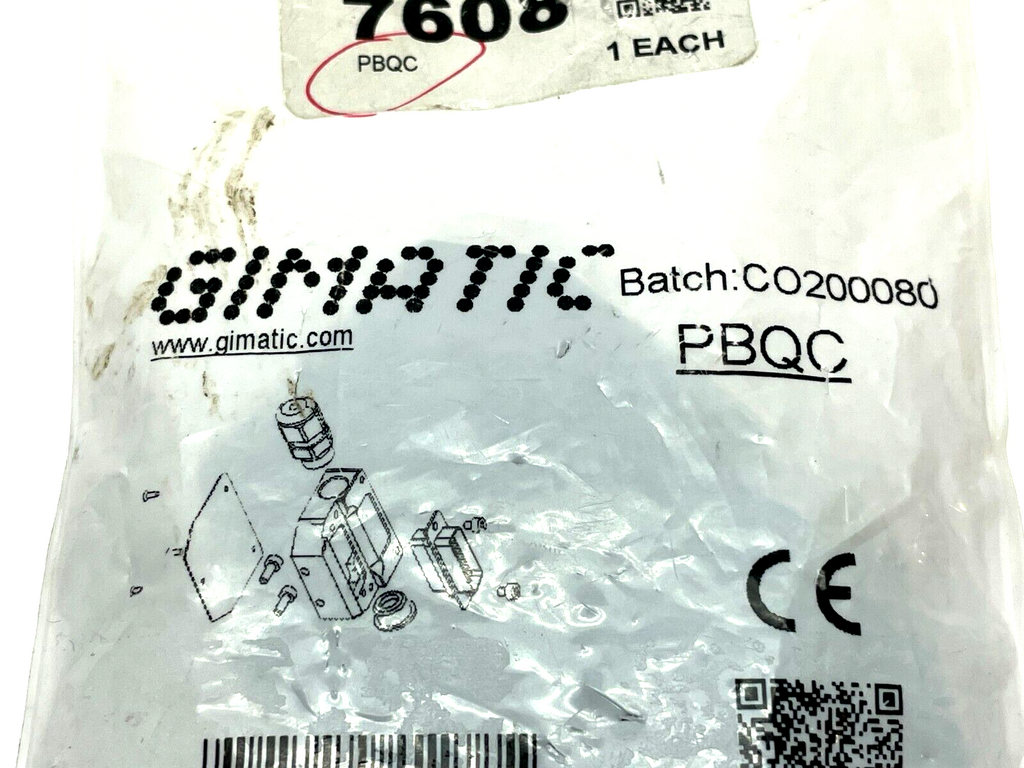 7608
PBQC
1 EACH
GIMATIC
www.gimatic.com
Batch:CO200080
PBQC
CE